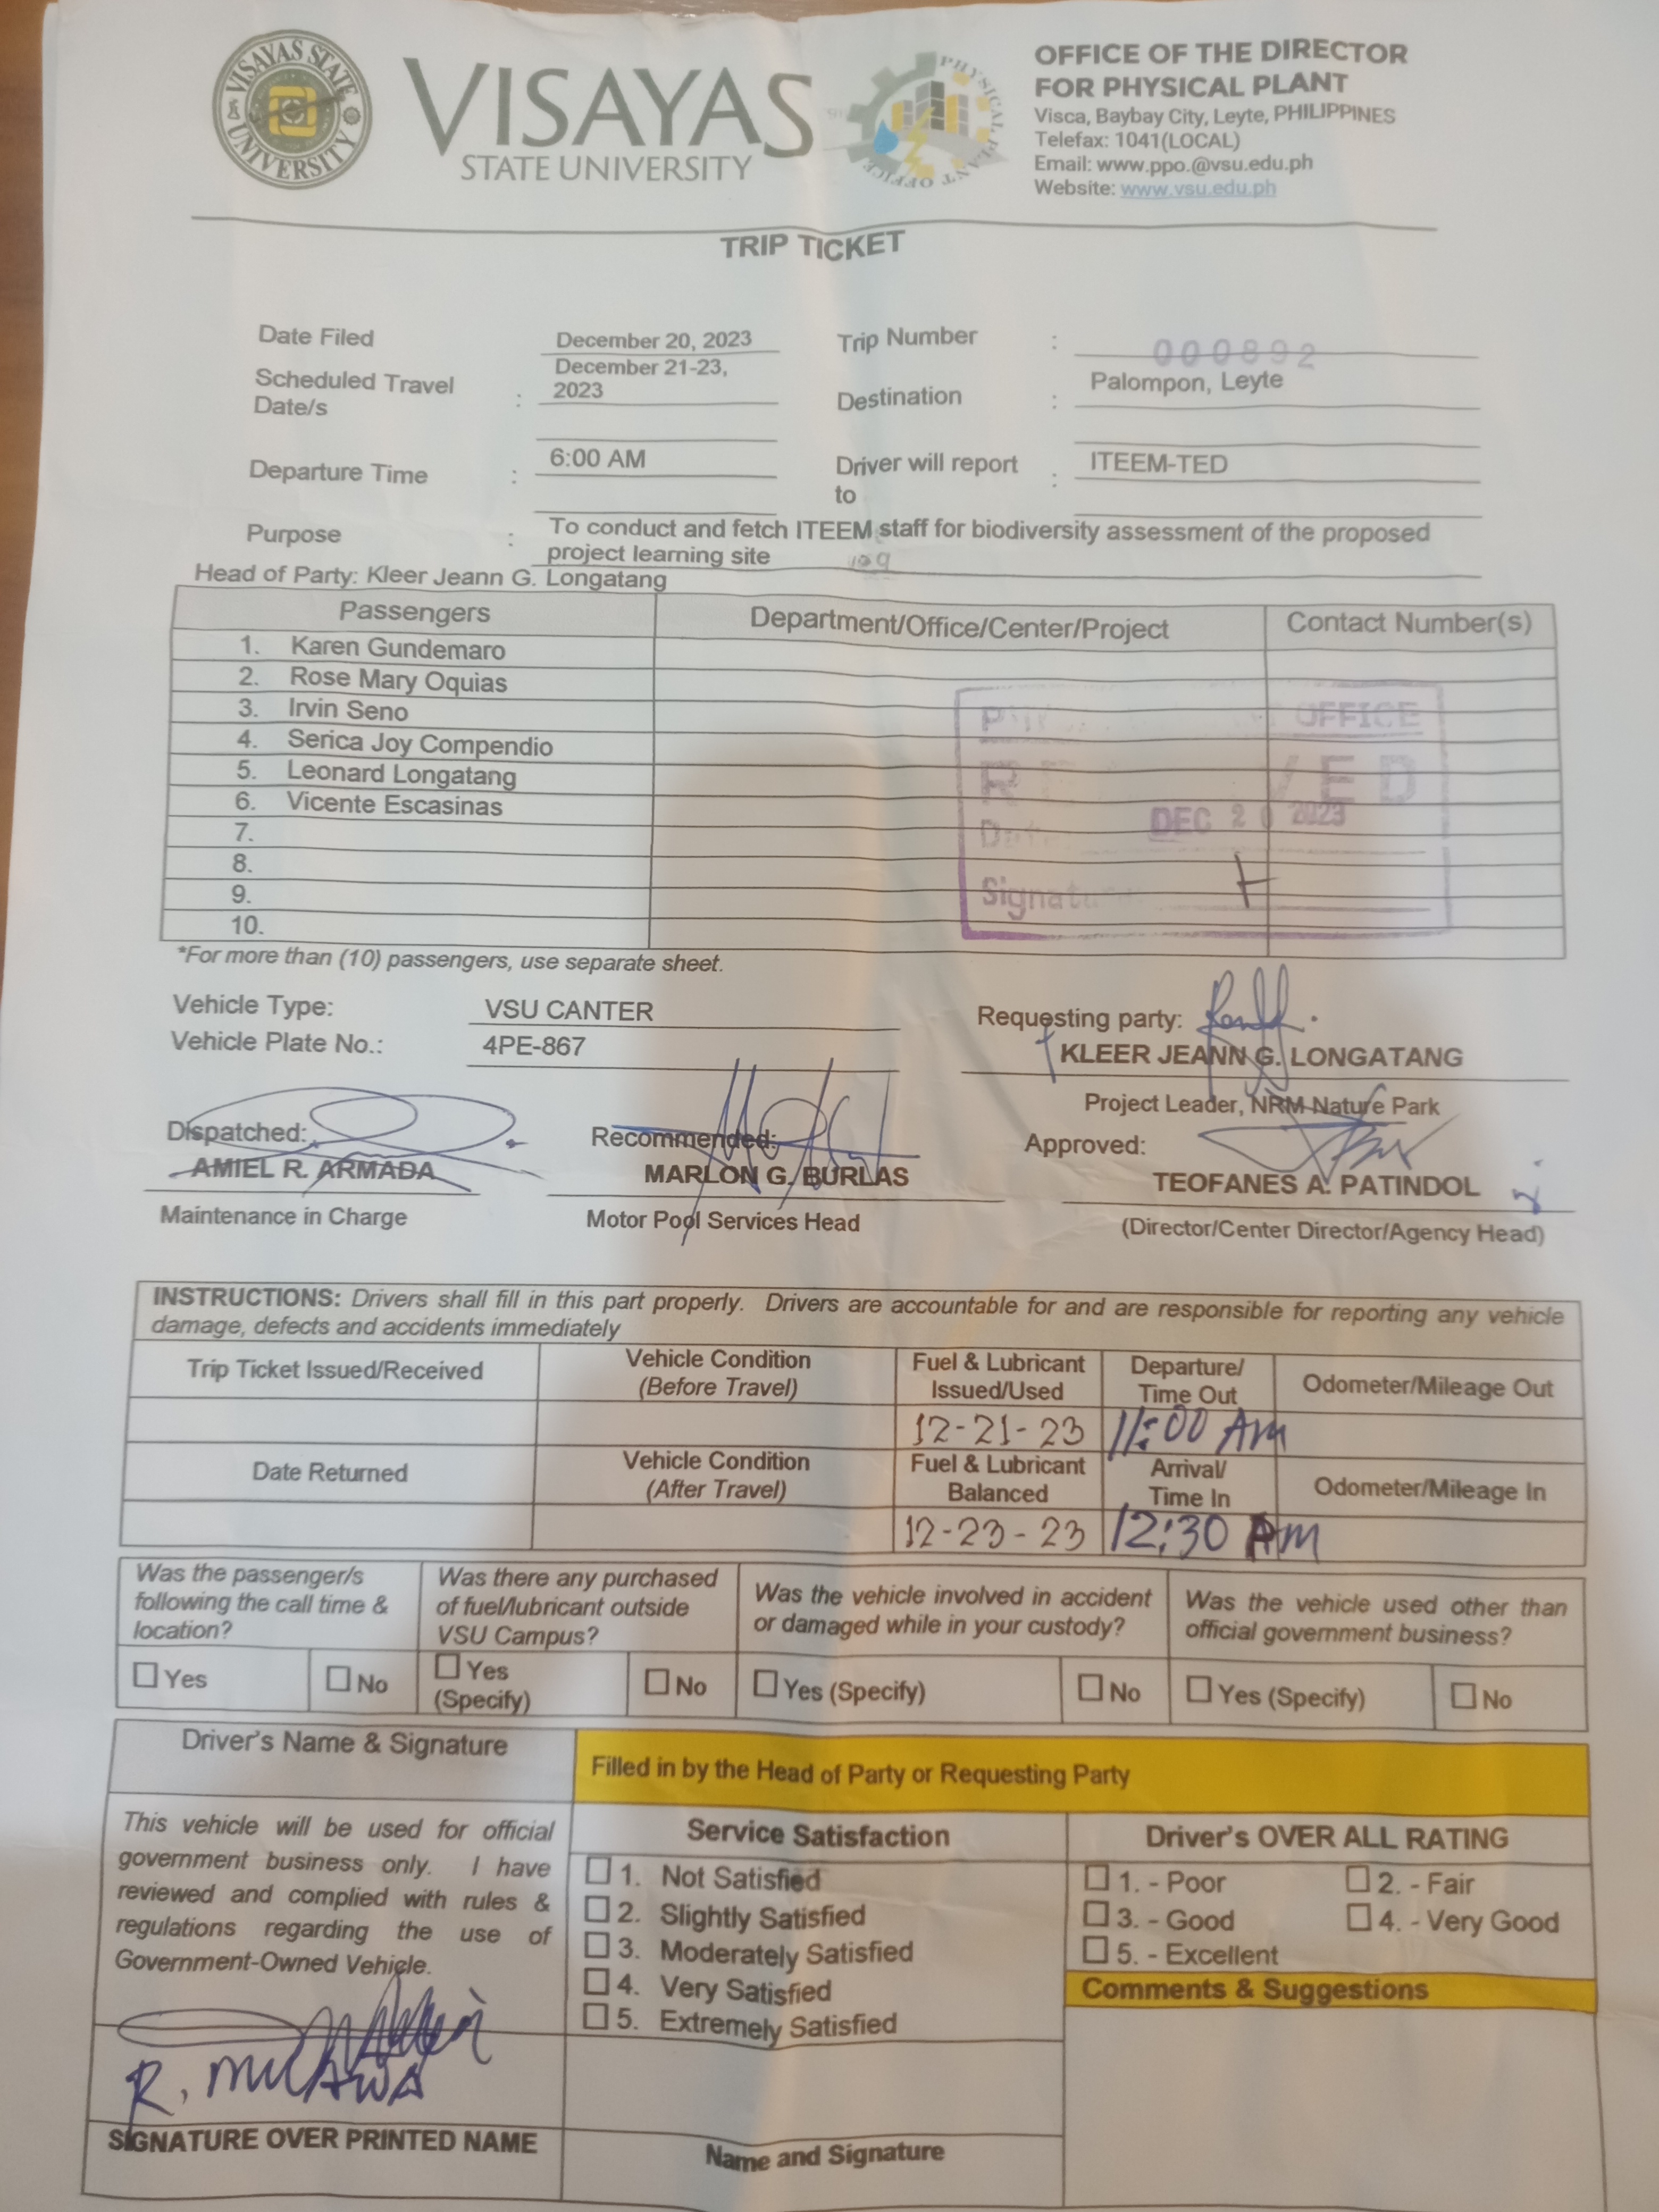 VISAYAS STATE UNIVERSITY
VISAYAS
STATE UNIVERSITY
PHYSICAL PLANT OFFICE
OFFICE OF THE DIRECTOR
FOR PHYSICAL PLANT
Visca, Baybay City, Leyte, PHILIPPINES
Telefax: 1041(LOCAL)
Email: www.ppo.@vsu.edu.ph
Website: www.vsu.edu.ph
TRIP TICKET
Date Filed December 20, 2023 Trip Number : 000892
Scheduled Travel Date/s : December 21-23, 2023 Destination : Palompon, Leyte
Departure Time : 6:00 AM Driver will report to : ITEEM-TED
Purpose : To conduct and fetch ITEEM staff for biodiversity assessment of the proposed
project learning site
Head of Party: Kleer Jeann G. Longatang
Passengers Department/Office/Center/Project Contact Number(s)
1. Karen Gundemaro
2. Rose Mary Oquias
3. Irvin Seno
4. Serica Joy Compendio
5. Leonard Longatang
6. Vicente Escasinas
7.
8.
9.
10.
OFFICE
DEC 20 2023
Signature
*For more than (10) passengers, use separate sheet.
Vehicle Type: VSU CANTER
Vehicle Plate No.: 4PE-867
Requesting party:
KLEER JEANN G. LONGATANG
Project Leader, NRM Nature Park
Dispatched: Recommended: Approved:
AMIEL R. ARMADA MARLON G. BURLAS TEOFANES A. PATINDOL
Maintenance in Charge Motor Pool Services Head (Director/Center Director/Agency Head)
INSTRUCTIONS: Drivers shall fill in this part properly. Drivers are accountable for and are responsible for reporting any vehicle
damage, defects and accidents immediately
Trip Ticket Issued/Received Vehicle Condition (Before Travel) Fuel & Lubricant Issued/Used Departure/ Time Out Odometer/Mileage Out
12-21-23 11:00 AM
Date Returned Vehicle Condition (After Travel) Fuel & Lubricant Balanced Arrival/ Time In Odometer/Mileage In
12-23-23 12:30
Was the passenger/s following the call time & location? Was there any purchased of fuel/lubricant outside VSU Campus? Was the vehicle involved in accident or damaged while in your custody? Was the vehicle used other than official government business?
Yes No Yes (Specify) No Yes (Specify) No Yes (Specify) No
Driver's Name & Signature
Filled in by the Head of Party or Requesting Party
This vehicle will be used for official
government business only. I have
reviewed and complied with rules &
regulations regarding the use of
Government-Owned Vehicle.
SIGNATURE OVER PRINTED NAME
Service Satisfaction
1. Not Satisfied
2. Slightly Satisfied
3. Moderately Satisfied
4. Very Satisfied
5. Extremely Satisfied
Name and Signature
Driver's OVER ALL RATING
1. - Poor 2. - Fair
3. - Good 4. - Very Good
5. - Excellent
Comments & Suggestions